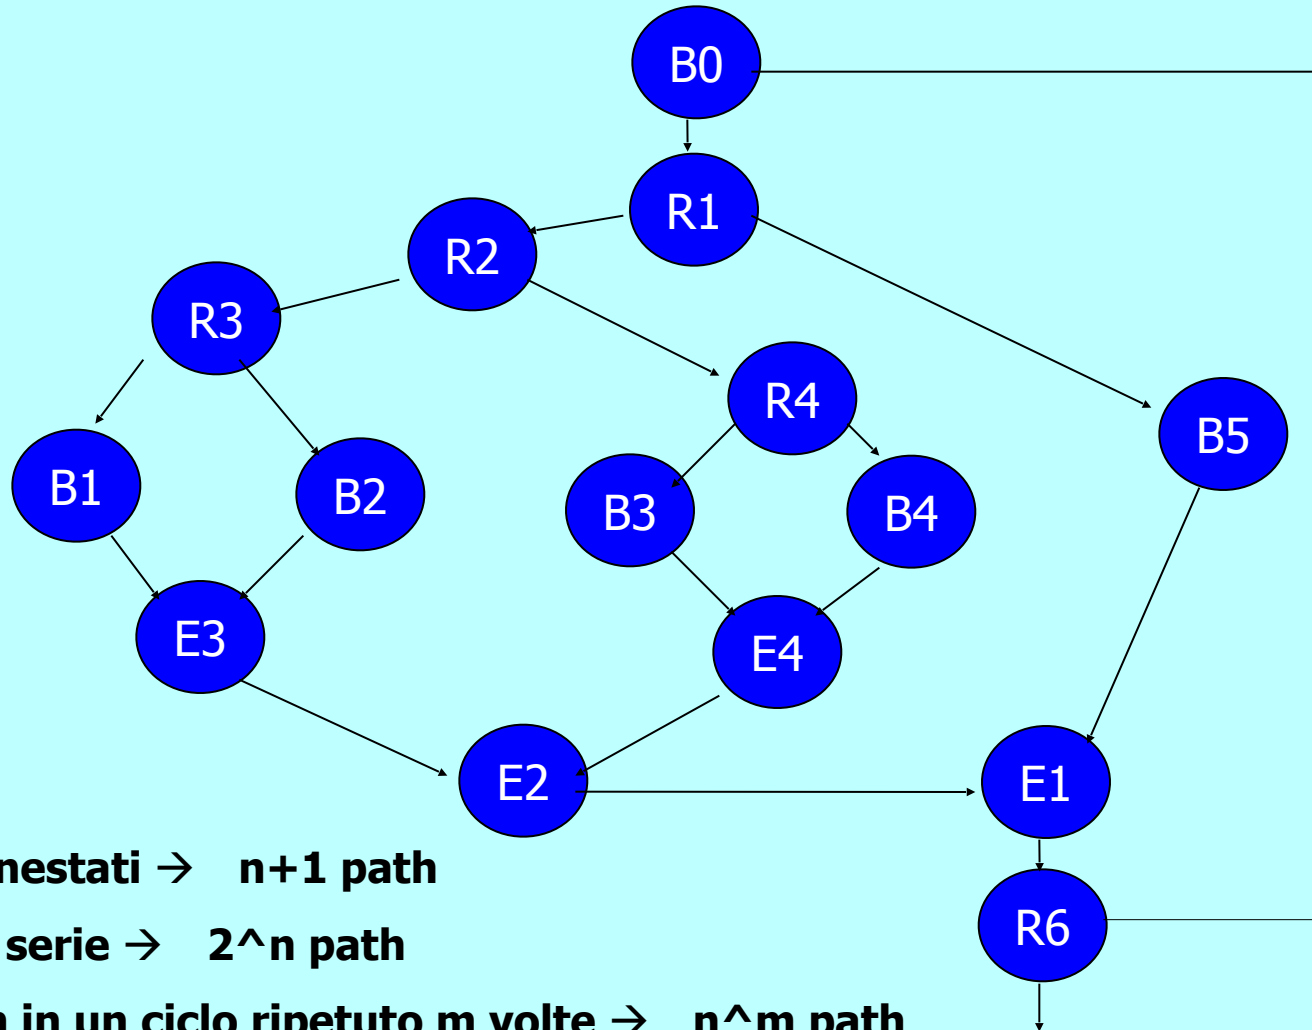 B0
R1
R2
R3
R4
B5
B1
B2
B3
B4
E3
E4
E2
E1
nestati → n+1 path
R6
serie → 2^n path
in un ciclo ripetuto m volte → n^m path